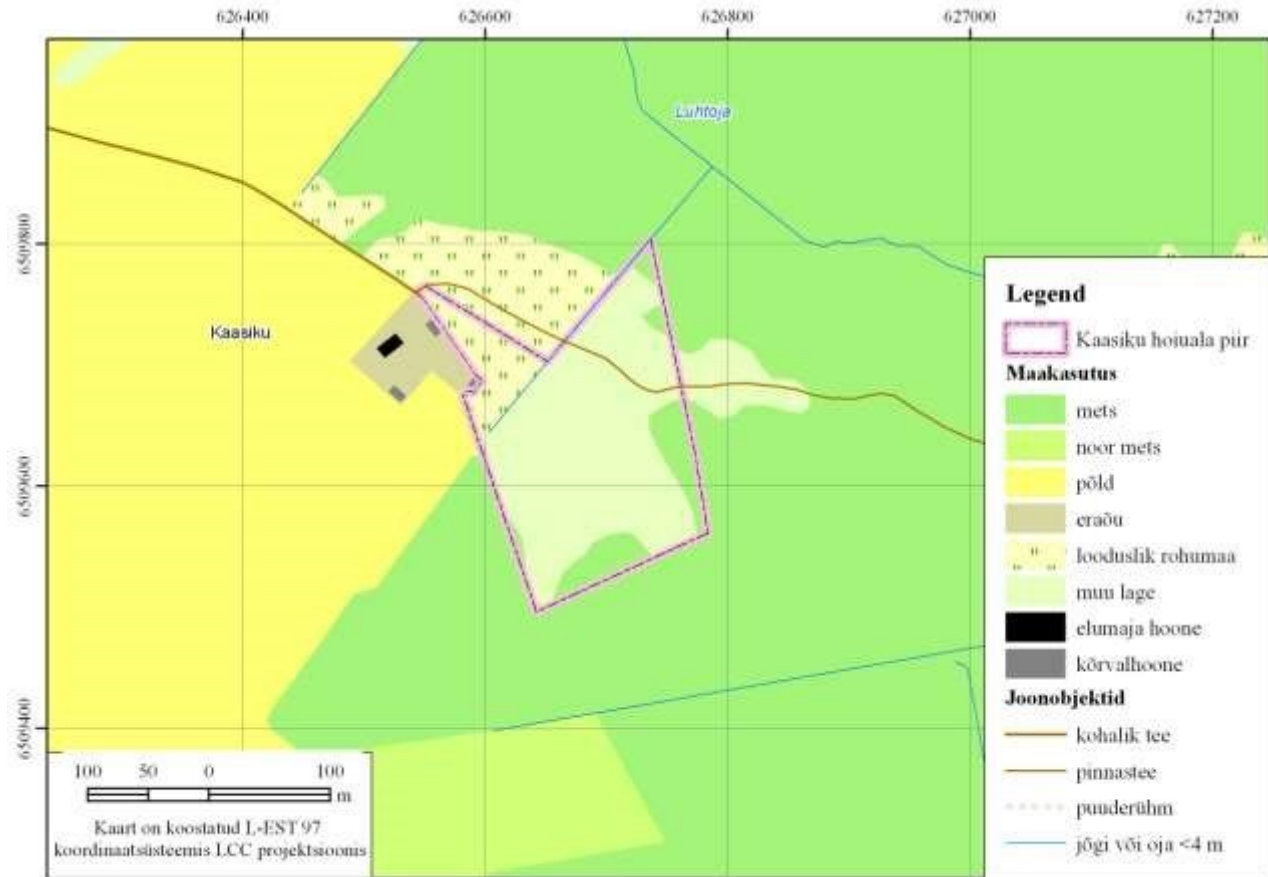 626400 626600 626800 627000 627200
Luhtoja
6509800
Kaasiku
6509600
6509400
Legend
Kaasiku hoiuala piir
Maakasutus
mets
noor mets
põld
eraõu
looduslik rohumaa
muu lage
elumaja hoone
kõrvalhoone
Joonobjektid
kohalik tee
pinnastee
puuderühm
jõgi või oja <4 m
100 50 0 100
m
Kaart on koostatud L-EST 97
koordinaatsüsteemis LCC projektsioonis